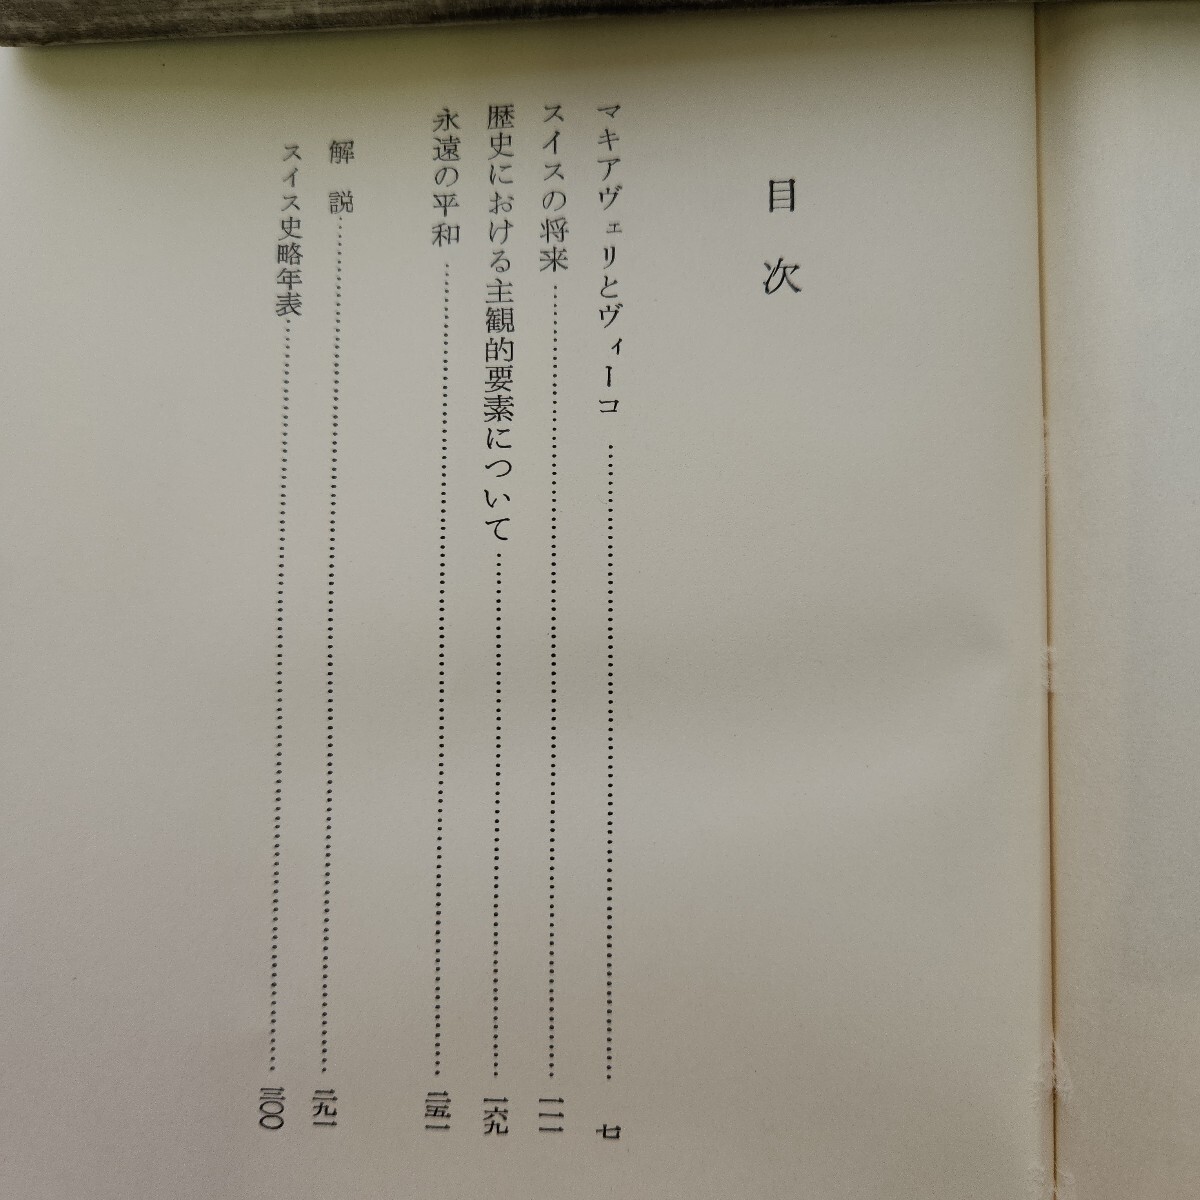 目次
マキアヴェリとヴィーコ……………………七
スイスの将来……………………一一一
歴史における主観的要素について……………………一六九
永遠の平和……………………二五一
解説……………………二九一
スイス史略年表……………………三〇〇